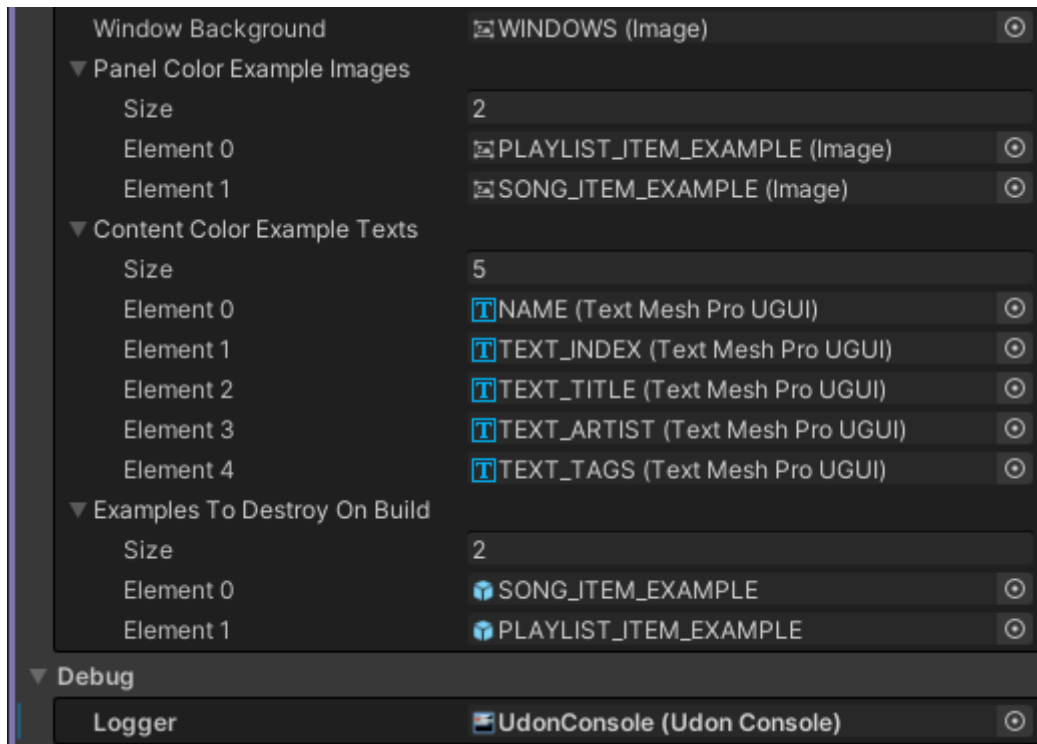 Window Background WINDOWS (Image)
Panel Color Example Images
Size 2
Element 0 PLAYLIST_ITEM_EXAMPLE (Image)
Element 1 SONG_ITEM_EXAMPLE (Image)
Content Color Example Texts
Size 5
Element 0 NAME (Text Mesh Pro UGUI)
Element 1 TEXT_INDEX (Text Mesh Pro UGUI)
Element 2 TEXT_TITLE (Text Mesh Pro UGUI)
Element 3 TEXT_ARTIST (Text Mesh Pro UGUI)
Element 4 TEXT_TAGS (Text Mesh Pro UGUI)
Examples To Destroy On Build
Size 2
Element 0 SONG_ITEM_EXAMPLE
Element 1 PLAYLIST_ITEM_EXAMPLE
Debug
Logger UdonConsole (Udon Console)